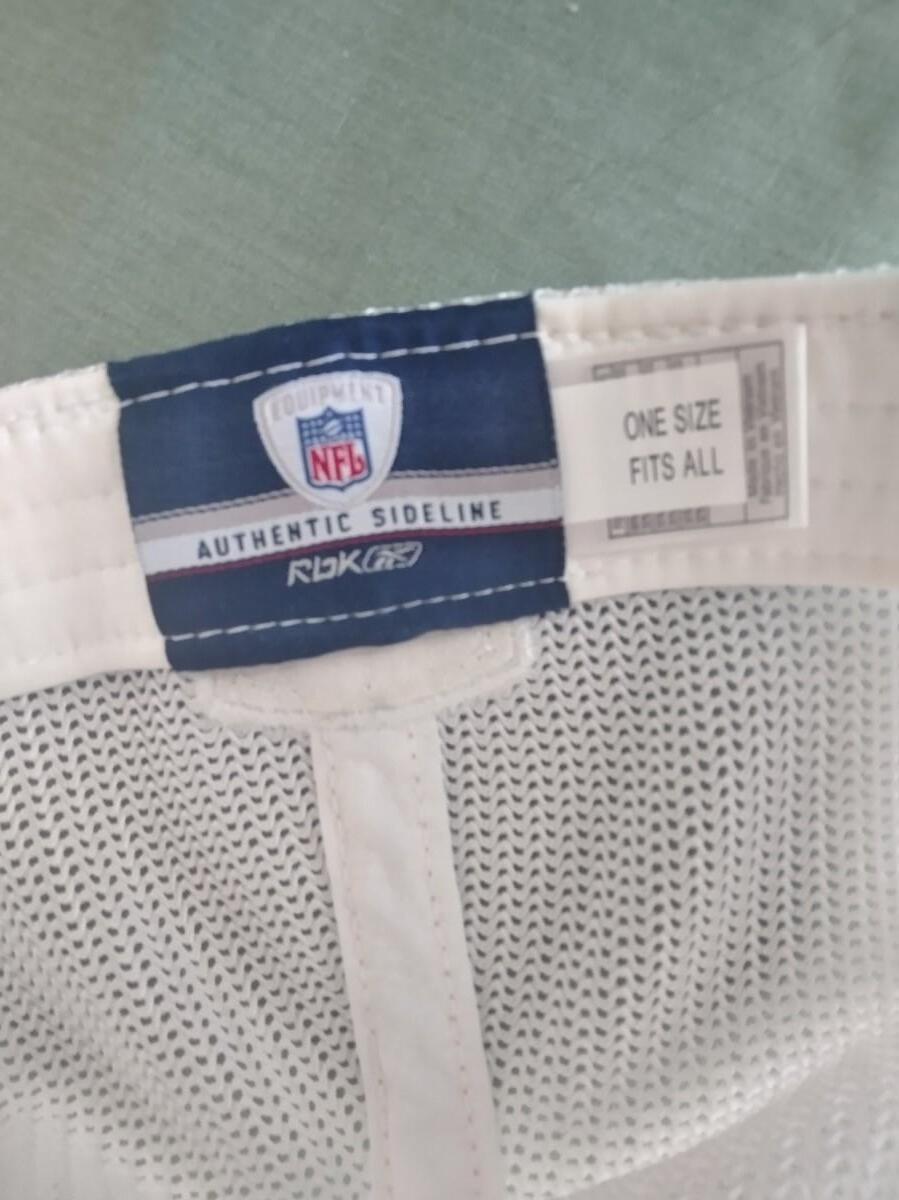 EQUIPMENT
NFL
AUTHENTIC SIDELINE
RBK
ONE SIZE
FITS ALL